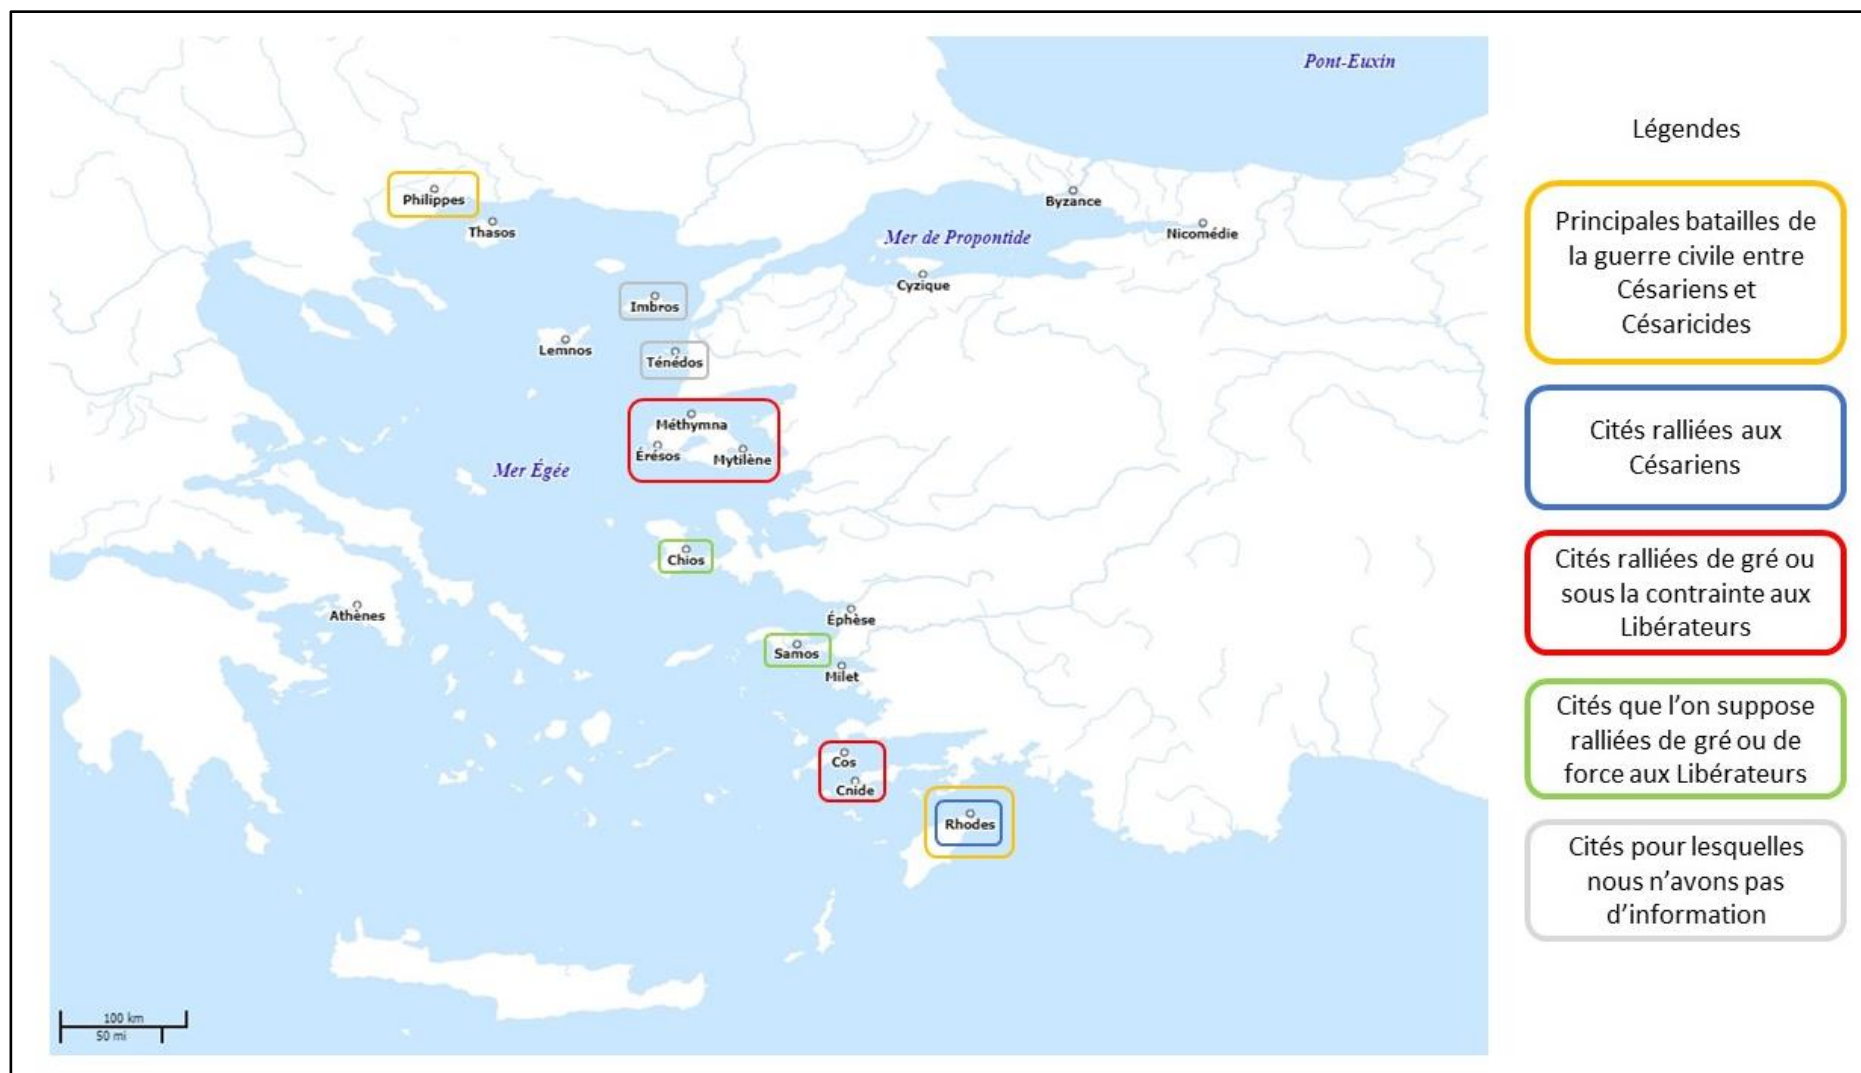 Pont-Euxin
Philippes
Thasos
Byzance
Mer de Propontide
Nicomédie
Cyzique
Imbros
Lemnos
Ténédos
Méthymna
Érésos
Mytilène
Mer Égée
Chios
Athènes
Éphèse
Samos
Milet
Cos
Cnide
Rhodes
100 km
50 mi
Légendes
Principales batailles de
la guerre civile entre
Césariens et
Césaricides
Cités ralliées aux
Césariens
Cités ralliées de gré ou
sous la contrainte aux
Libérateurs
Cités que l’on suppose
ralliées de gré ou de
force aux Libérateurs
Cités pour lesquelles
nous n’avons pas
d’information